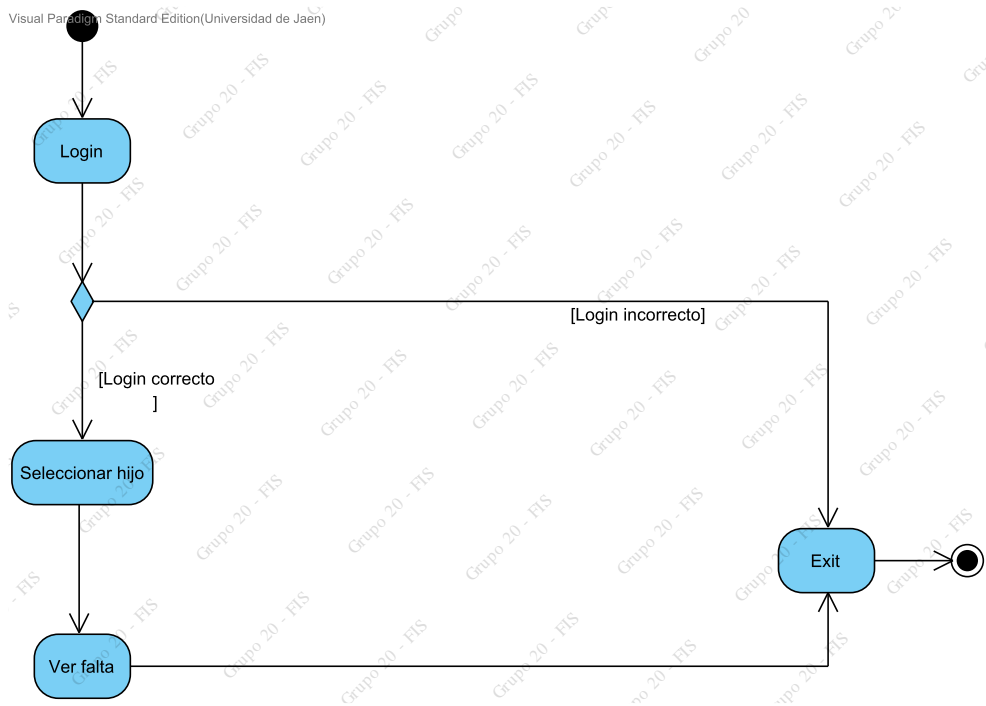 Visual Paradigm Standard Edition(Universidad de Jaen)
Login
[Login incorrecto]
[Login correcto
]
Seleccionar hijo
Exit
Ver falta
Grupo 20 - FIS